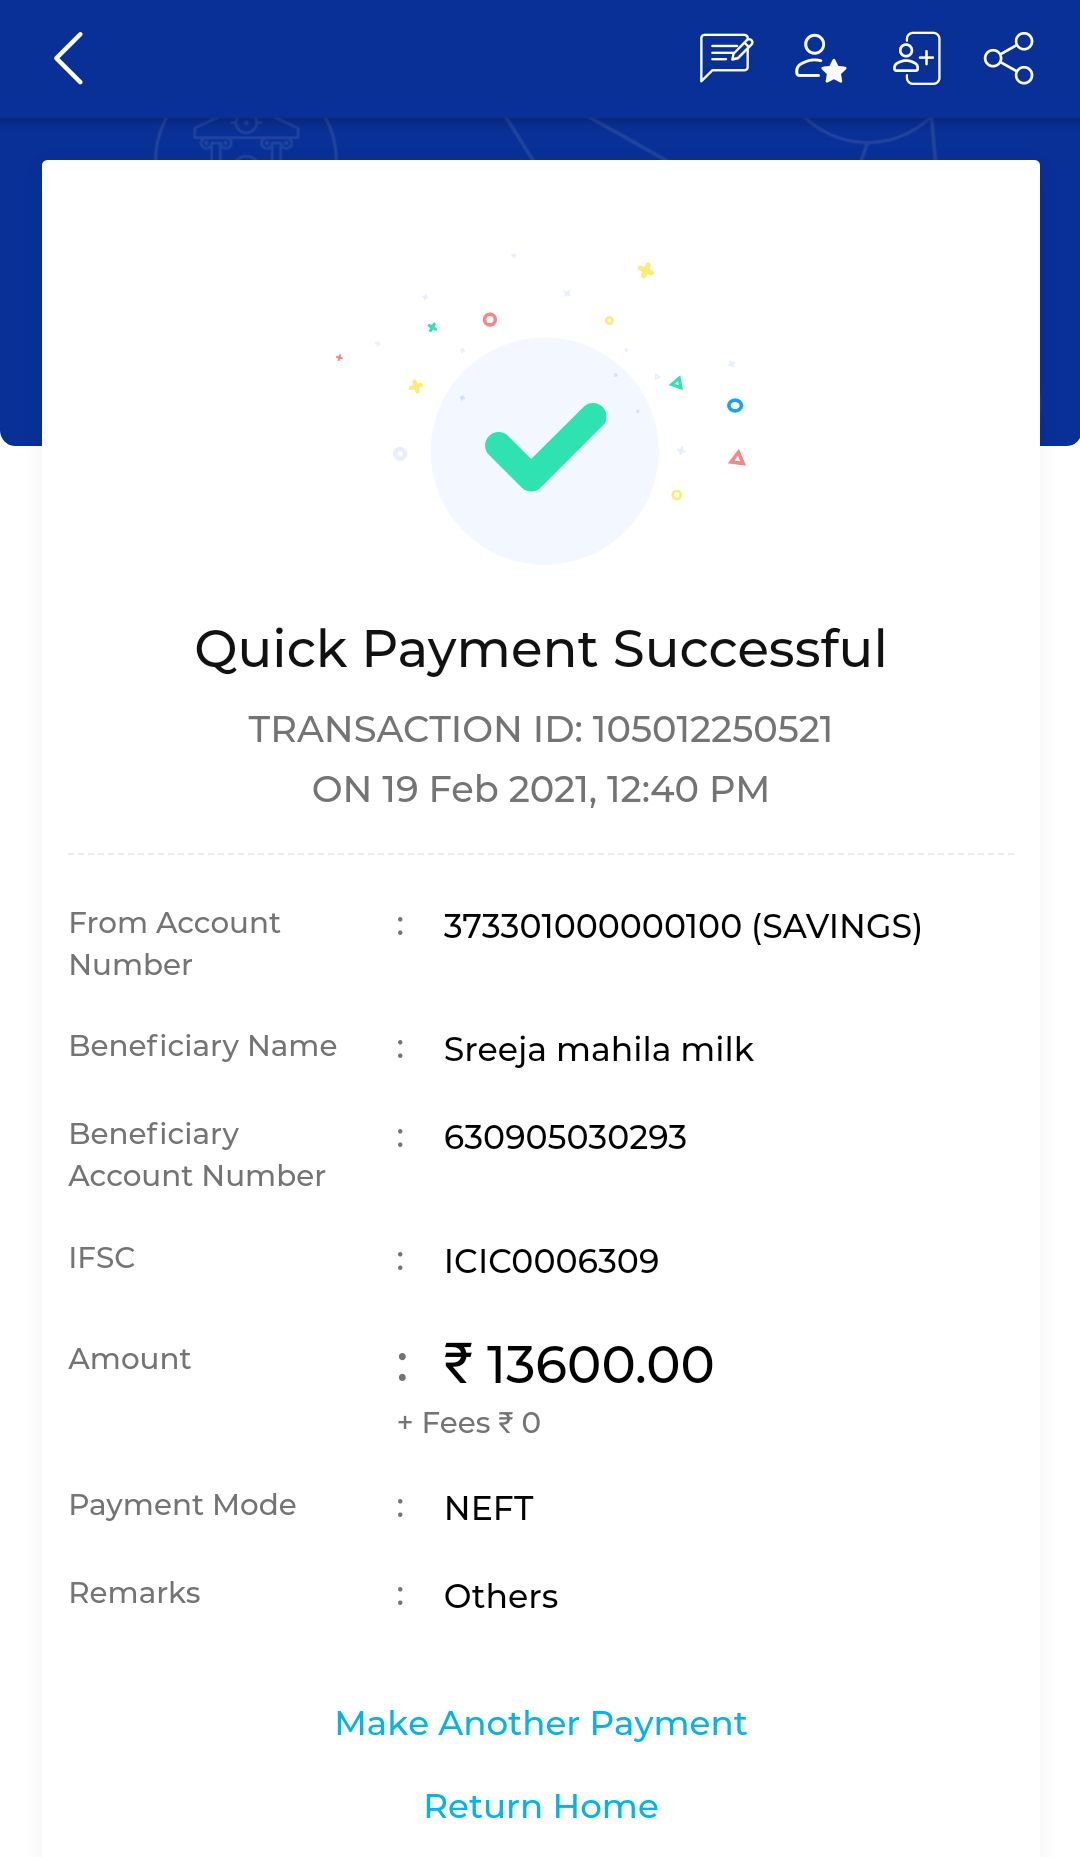 Quick Payment Successful
TRANSACTION ID: 105012250521
ON 19 Feb 2021, 12:40 PM
From Account Number : 373301000000100 (SAVINGS)
Beneficiary Name : Sreeja mahila milk
Beneficiary Account Number : 630905030293
IFSC : ICIC0006309
Amount : ₹ 13600.00
+ Fees ₹ 0
Payment Mode : NEFT
Remarks : Others
Make Another Payment
Return Home